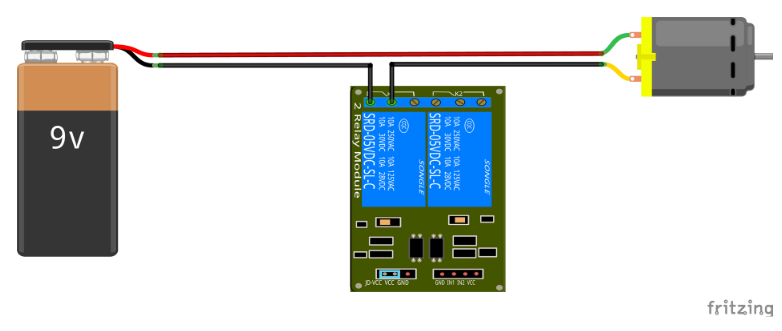 9v
2 Relay Module
K2
SRD-05VDC-SL-C
10A 250VAC 10A 125VAC
10A 30VDC 10A 28VDC
SONGLE
SRD-05VDC-SL-C
10A 250VAC 10A 125VAC
10A 30VDC 10A 28VDC
SONGLE
JD-VCC VCC GND
GND IN1 IN2 VCC
fritzing